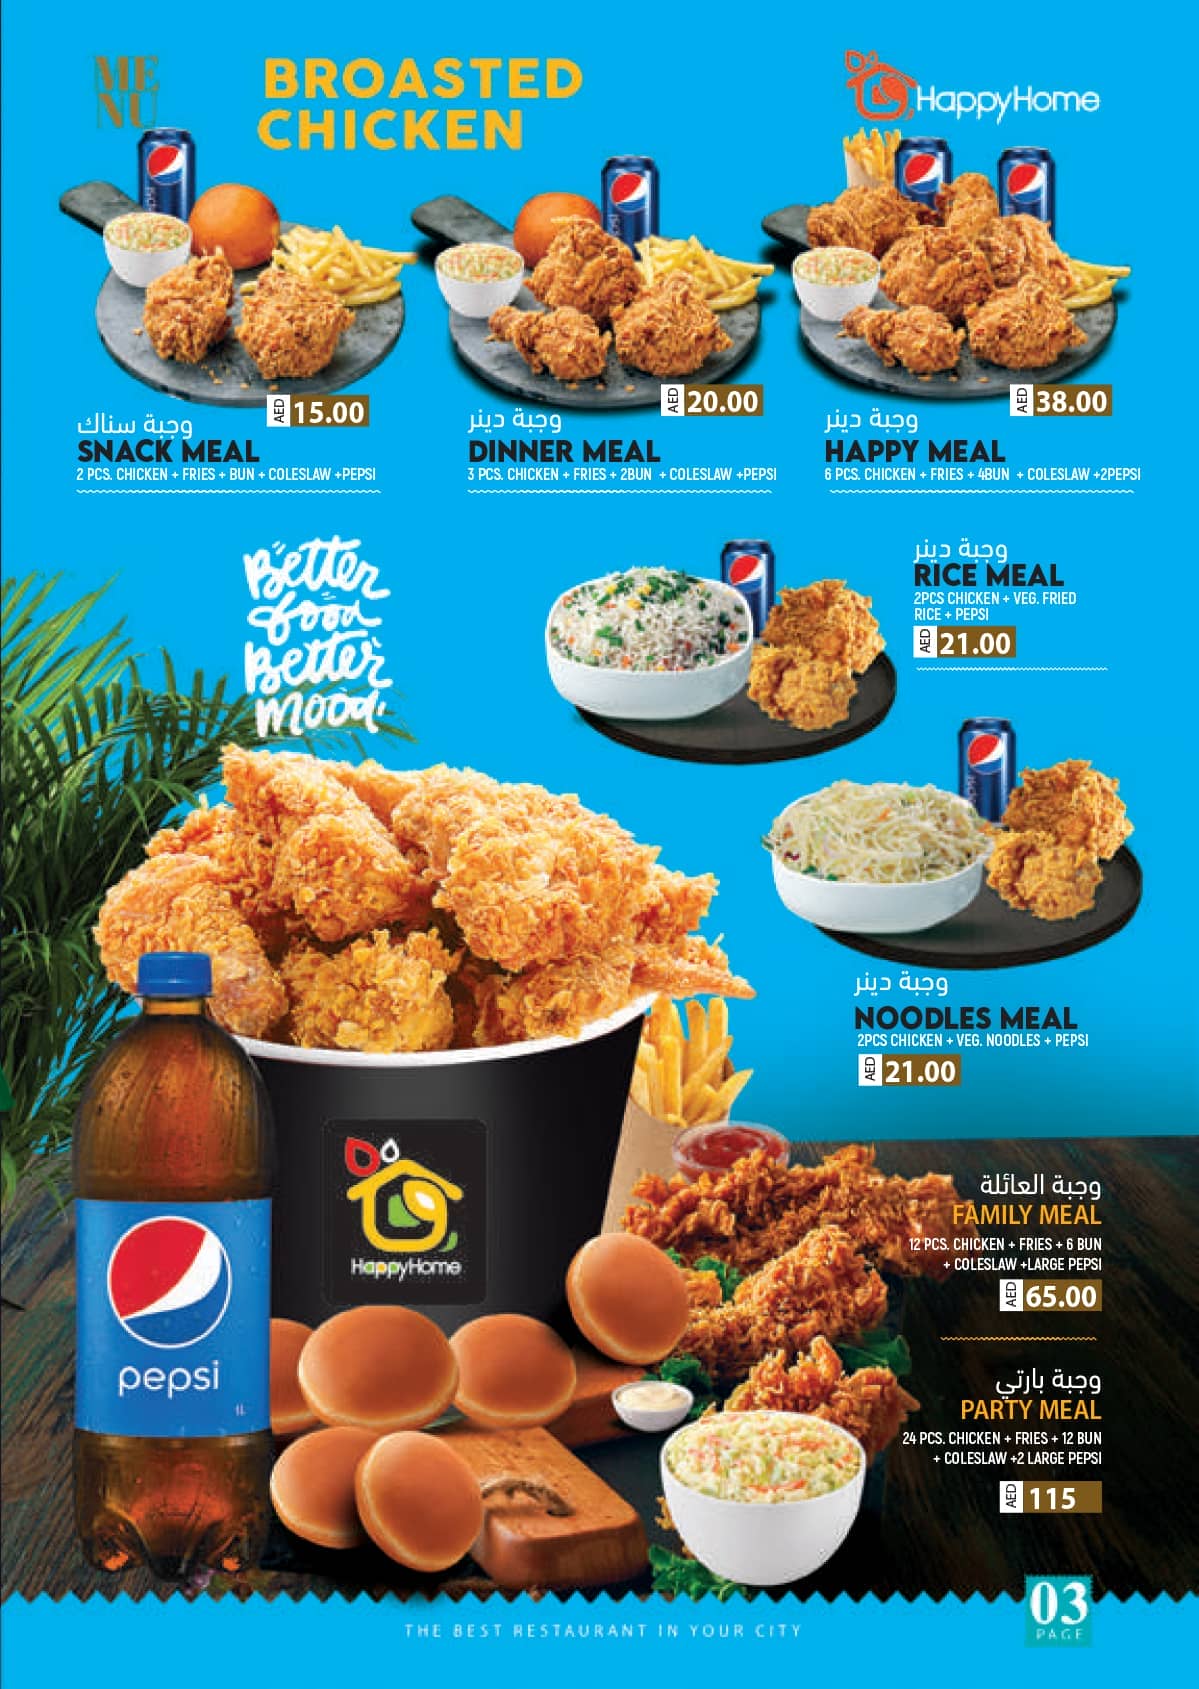 ME
NU
BROASTED
CHICKEN
HappyHome
AED 15.00
وجبة سناك
SNACK MEAL
2 PCS. CHICKEN + FRIES + BUN + COLESLAW +PEPSI
AED 20.00
وجبة دينر
DINNER MEAL
3 PCS. CHICKEN + FRIES + 2BUN + COLESLAW +PEPSI
AED 38.00
وجبة دينر
HAPPY MEAL
6 PCS. CHICKEN + FRIES + 4BUN + COLESLAW +2PEPSI
Better
food
Better
mood.
وجبة دينر
RICE MEAL
2PCS CHICKEN + VEG. FRIED
RICE + PEPSI
AED 21.00
وجبة دينر
NOODLES MEAL
2PCS CHICKEN + VEG. NOODLES + PEPSI
AED 21.00
HappyHome
pepsi
1L
وجبة العائلة
FAMILY MEAL
12 PCS. CHICKEN + FRIES + 6 BUN
+ COLESLAW +LARGE PEPSI
AED 65.00
وجبة بارتي
PARTY MEAL
24 PCS. CHICKEN + FRIES + 12 BUN
+ COLESLAW +2 LARGE PEPSI
AED 115
THE BEST RESTAURANT IN YOUR CITY
03
PAGE